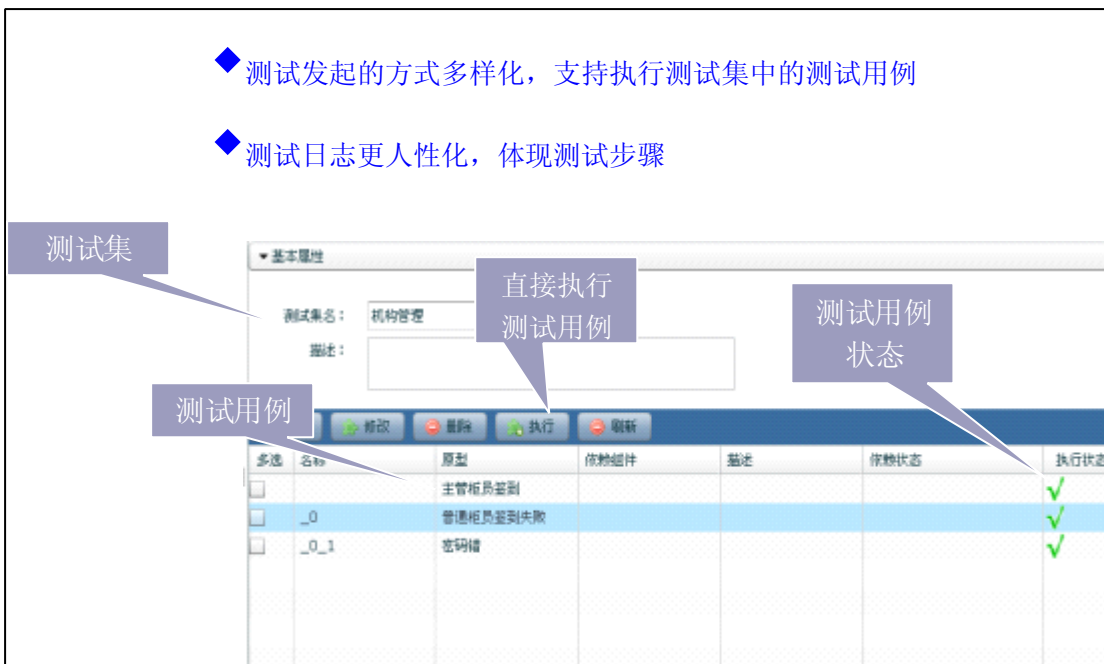 测试发起的方式多样化，支持执行测试集中的测试用例
测试日志更人性化，体现测试步骤
测试集
基本属性
直接执行
测试用例
测试用例
状态
测试集名： 机构管理
描述：
测试用例
修改 删除 执行 刷新
多选 名称 原型 依赖组件 描述 依赖状态 执行状态
主管柜员签到
_0 普通柜员签到失败
_0_1 密码错